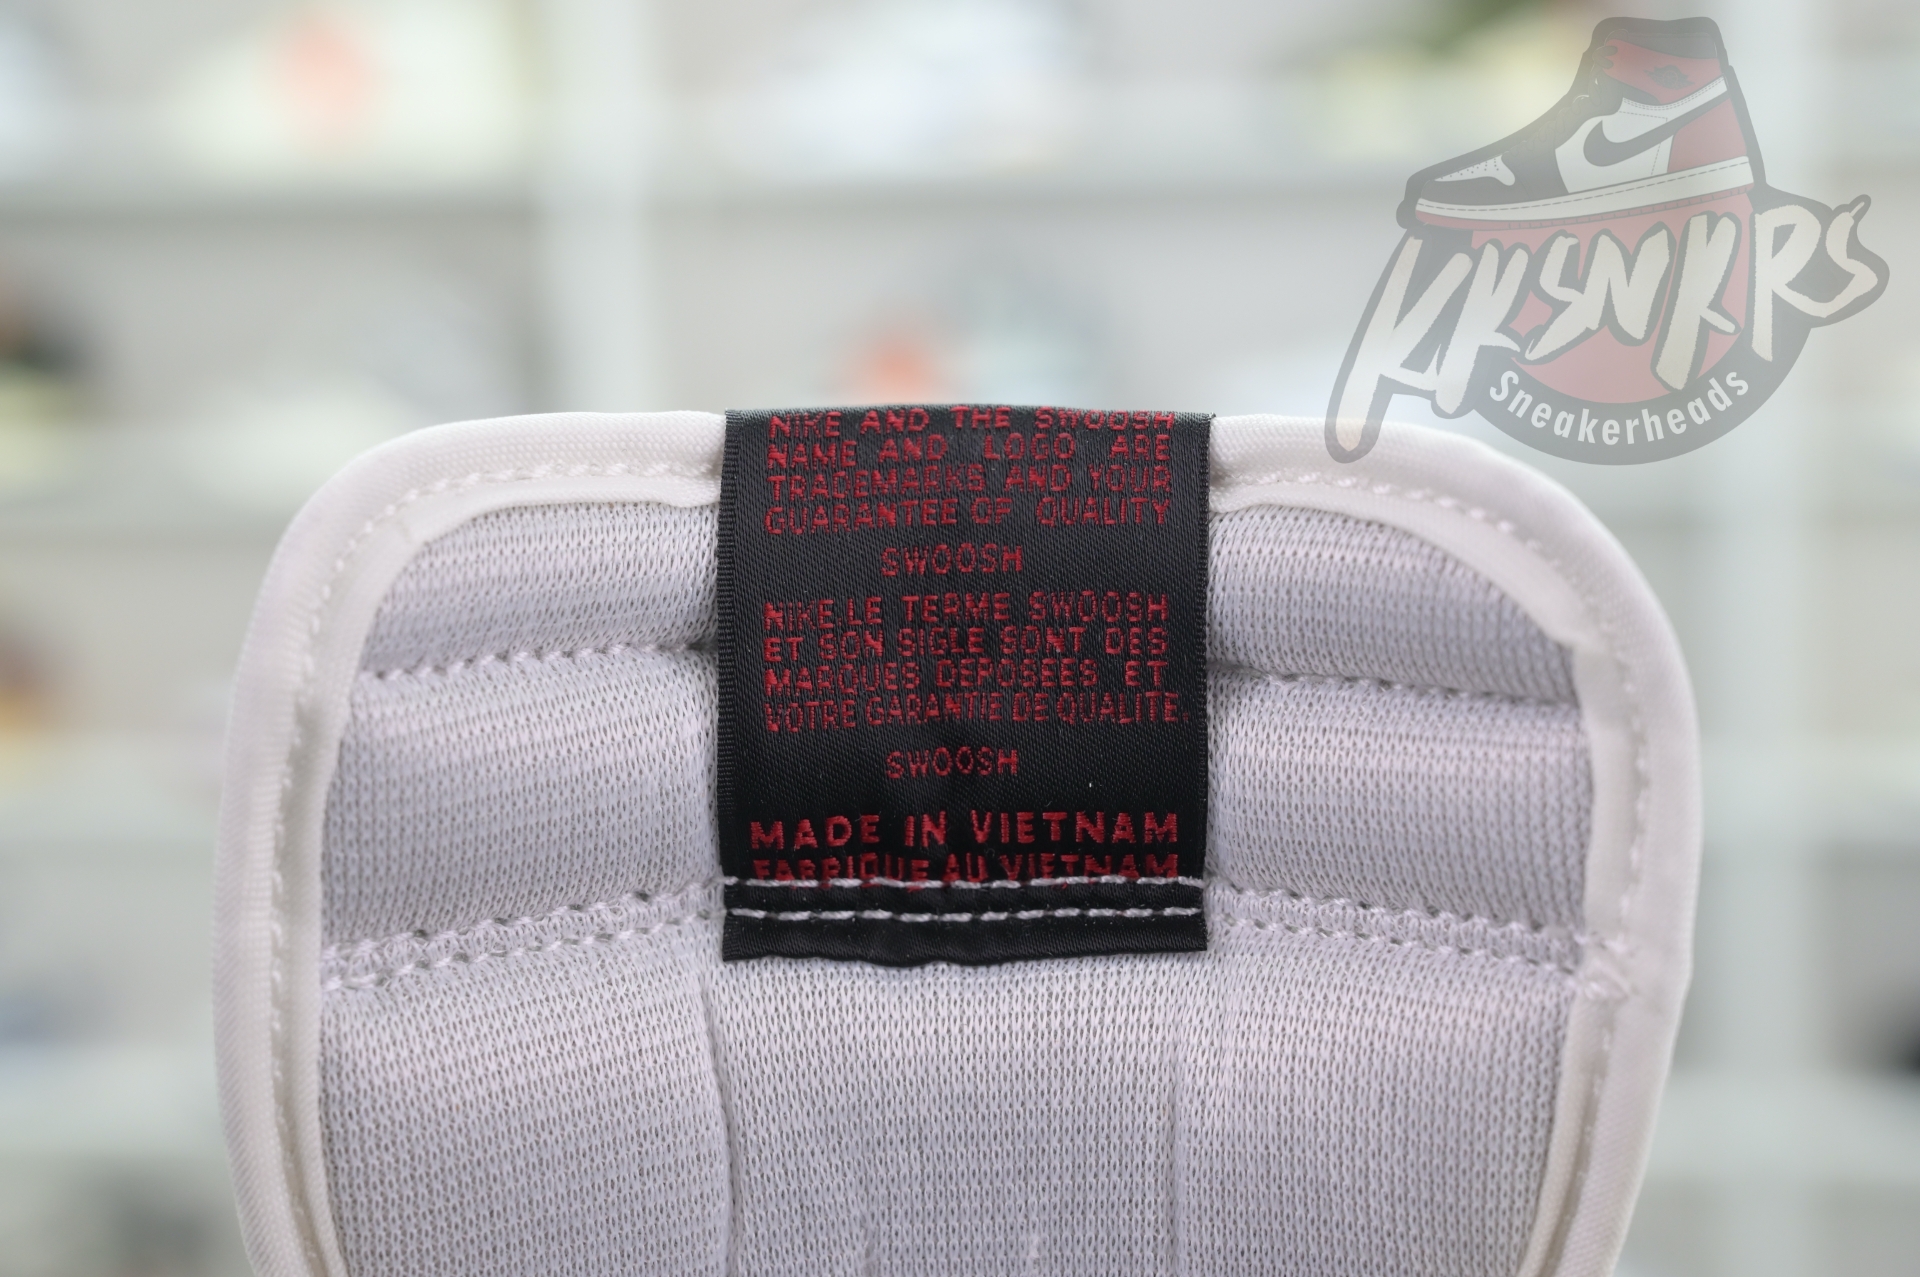 KKSNKRS
Sneakerheads
NIKE AND THE SWOOSH
NAME AND LOGO ARE
TRADEMARKS AND YOUR
GUARANTEE OF QUALITY
SWOOSH
NIKE.LE TERME SWOOSH
ET SON SIGLE SONT DES
MARQUES DEPOSEES ET
VOTRE GARANTIE DE QUALITE.
SWOOSH
MADE IN VIETNAM
FABRIQUE AU VIETNAM